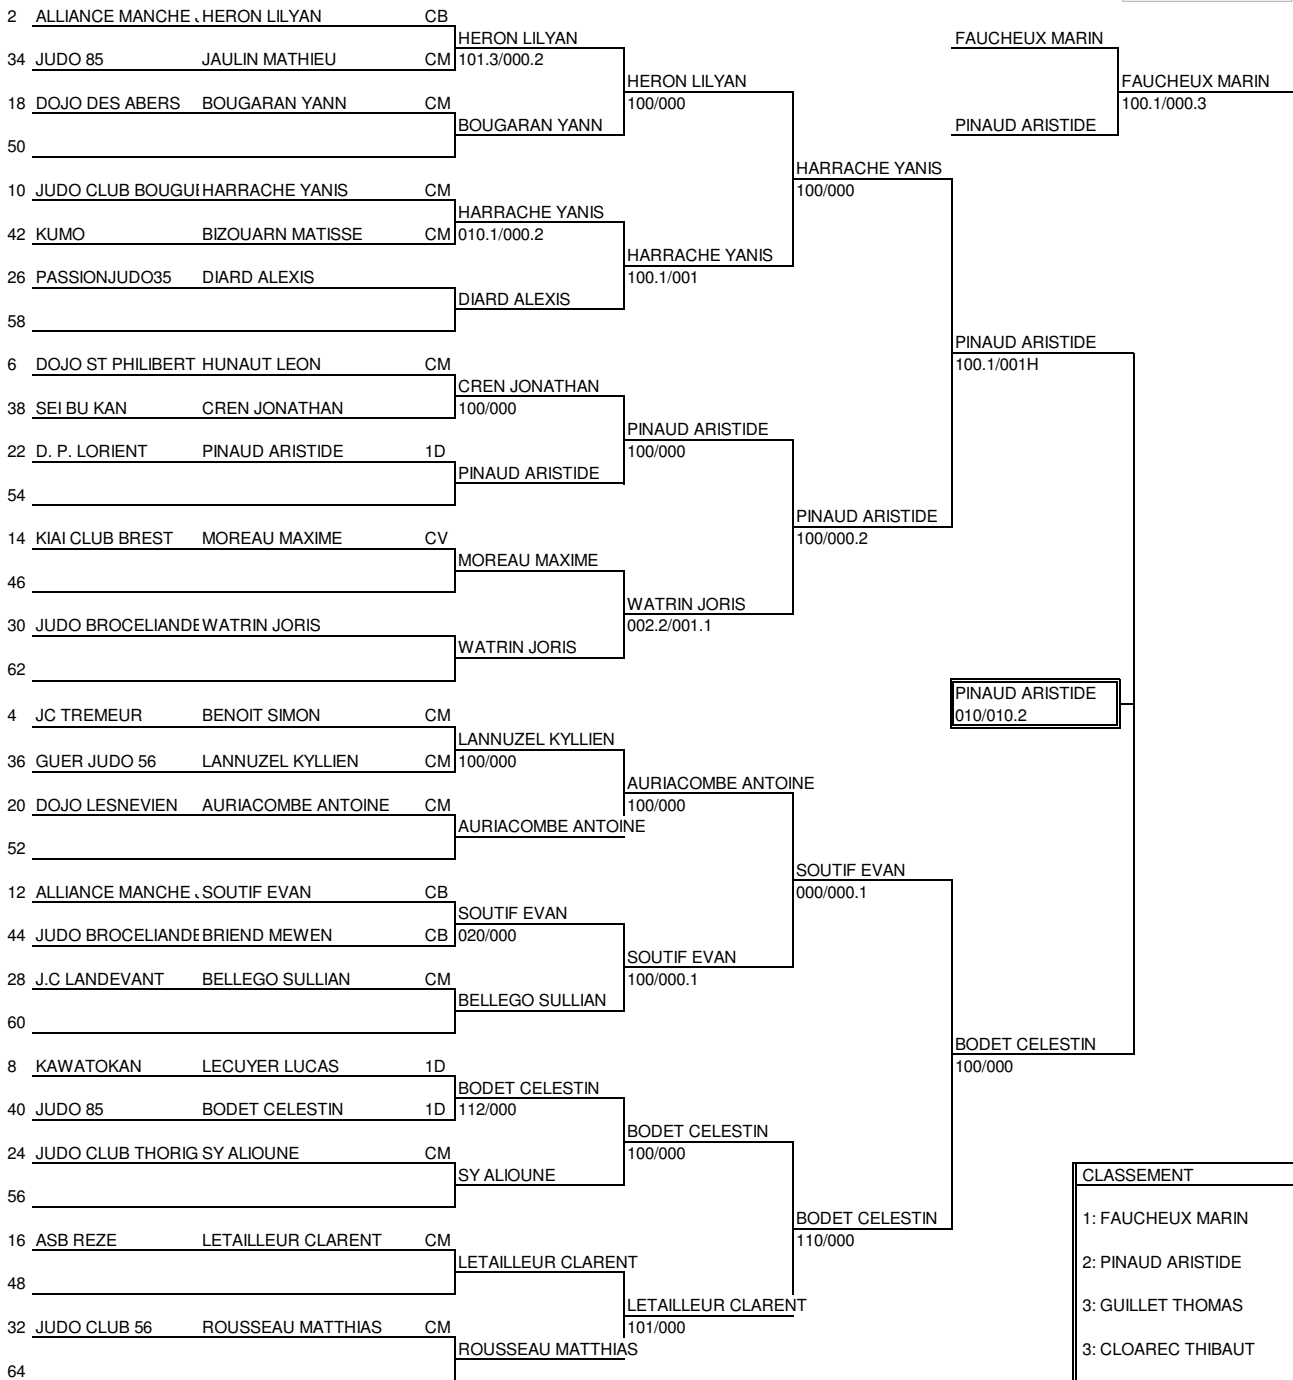 2 ALLIANCE MANCHE J HERON LILYAN CB
HERON LILYAN
101.3/000.2
34 JUDO 85 JAULIN MATHIEU CM
HERON LILYAN
100/000
18 DOJO DES ABERS BOUGARAN YANN CM
BOUGARAN YANN
50
HARRACHE YANIS
100/000
10 JUDO CLUB BOUGUE HARRACHE YANIS CM
HARRACHE YANIS
010.1/000.2
42 KUMO BIZOUARN MATISSE CM
HARRACHE YANIS
100.1/001
26 PASSIONJUDO35 DIARD ALEXIS
DIARD ALEXIS
58
PINAUD ARISTIDE
100.1/001H
6 DOJO ST PHILIBERT HUNAUT LEON CM
CREN JONATHAN
100/000
38 SEI BU KAN CREN JONATHAN
PINAUD ARISTIDE
100/000
22 D. P. LORIENT PINAUD ARISTIDE 1D
PINAUD ARISTIDE
54
PINAUD ARISTIDE
100/000.2
14 KIAI CLUB BREST MOREAU MAXIME CV
MOREAU MAXIME
46
WATRIN JORIS
002.2/001.1
30 JUDO BROCELIANDE WATRIN JORIS
WATRIN JORIS
62
PINAUD ARISTIDE
010/010.2
4 JC TREMEUR BENOIT SIMON CM
LANNUZEL KYLLIEN
100/000
36 GUER JUDO 56 LANNUZEL KYLLIEN CM
AURIACOMBE ANTOINE
100/000
20 DOJO LESNEVIEN AURIACOMBE ANTOINE CM
AURIACOMBE ANTOINE
52
SOUTIF EVAN
000/000.1
12 ALLIANCE MANCHE J SOUTIF EVAN CB
SOUTIF EVAN
020/000
44 JUDO BROCELIANDE BRIEND MEWEN CB
SOUTIF EVAN
100/000.1
28 J.C LANDEVANT BELLEGO SULLIAN CM
BELLEGO SULLIAN
60
BODET CELESTIN
100/000
8 KAWATOKAN LECUYER LUCAS 1D
BODET CELESTIN
112/000
40 JUDO 85 BODET CELESTIN 1D
BODET CELESTIN
100/000
24 JUDO CLUB THORIG SY ALIOUNE CM
SY ALIOUNE
56
BODET CELESTIN
110/000
16 ASB REZE LETAILLEUR CLARENT CM
LETAILLEUR CLARENT
48
LETAILLEUR CLARENT
101/000
32 JUDO CLUB 56 ROUSSEAU MATTHIAS CM
ROUSSEAU MATTHIAS
64
FAUCHEUX MARIN
FAUCHEUX MARIN
100.1/000.3
PINAUD ARISTIDE
CLASSEMENT
1: FAUCHEUX MARIN
2: PINAUD ARISTIDE
3: GUILLET THOMAS
3: CLOAREC THIBAUT